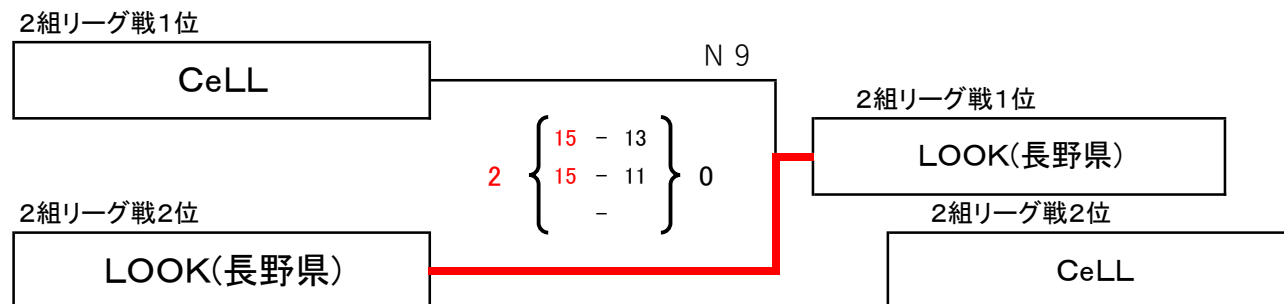 2組リーグ戦1位
CeLL
N 9
2 { 15 - 13 } 0
15 - 11
-
2組リーグ戦2位
LOOK(長野県)
2組リーグ戦1位
LOOK(長野県)
2組リーグ戦2位
CeLL